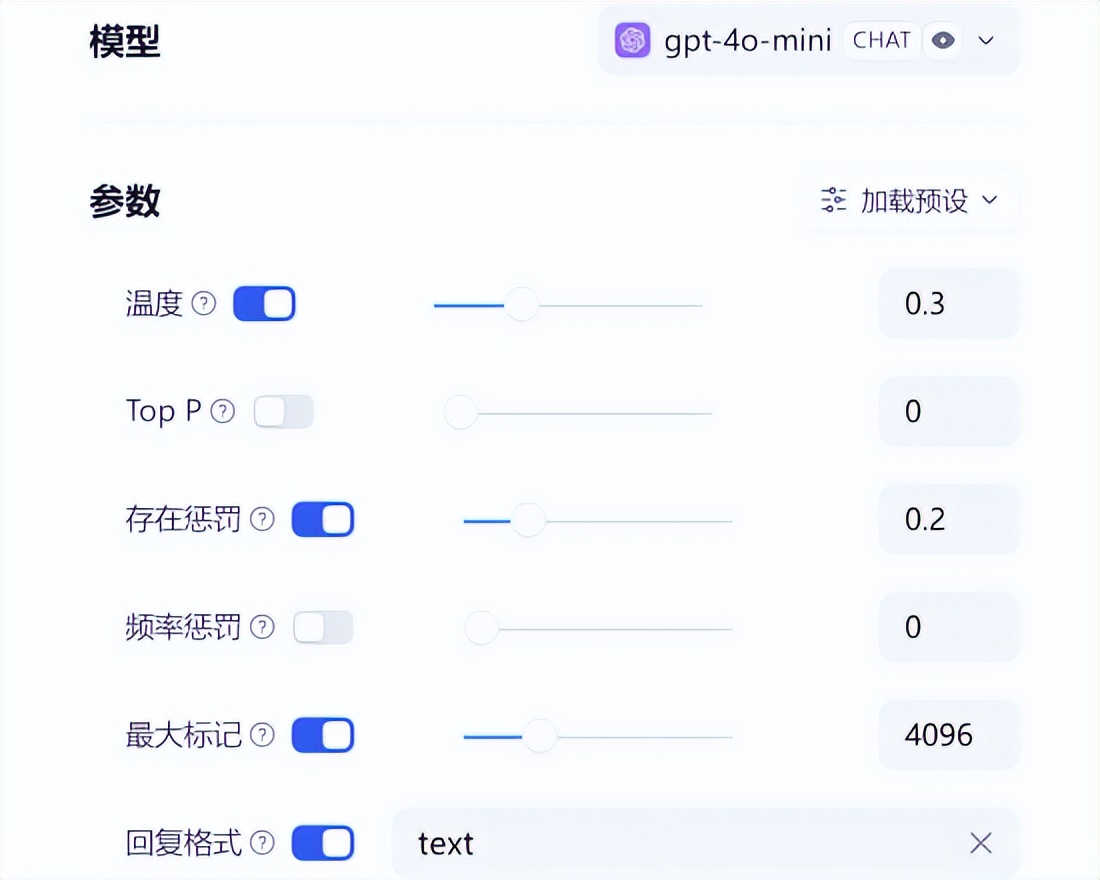 模型 gpt-4o-mini CHAT
参数 加载预设
温度 ? 0.3
Top P ? 0
存在惩罚 ? 0.2
频率惩罚 ? 0
最大标记 ? 4096
回复格式 ? text